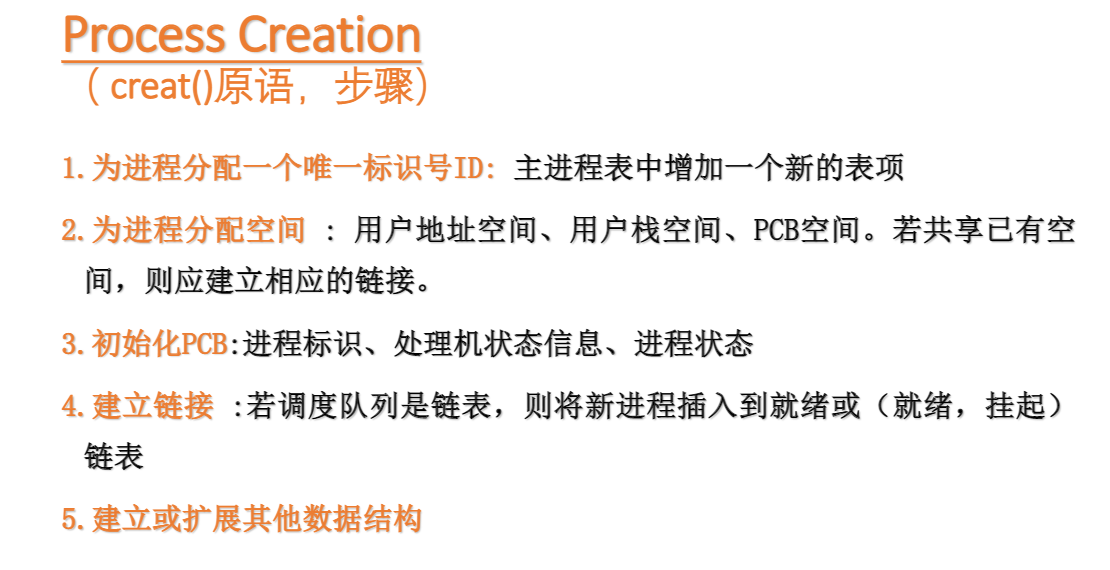 Process Creation
（creat()原语，步骤）
1.为进程分配一个唯一标识号ID: 主进程表中增加一个新的表项
2.为进程分配空间 : 用户地址空间、用户栈空间、PCB空间。若共享已有空
间，则应建立相应的链接。
3.初始化PCB:进程标识、处理机状态信息、进程状态
4.建立链接 :若调度队列是链表，则将新进程插入到就绪或（就绪，挂起）
链表
5.建立或扩展其他数据结构